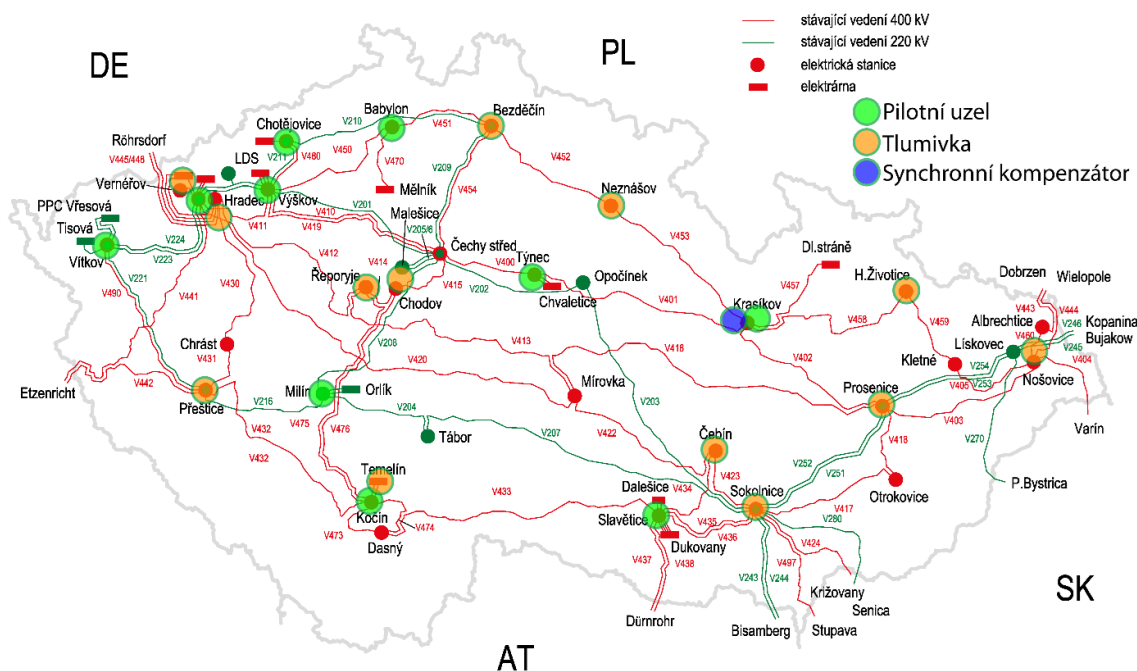 DE
PL
stávající vedení 400 kV
stávající vedení 220 kV
elektrická stanice
elektrárna
Pilotní uzel
Tlumivka
Synchronní kompenzátor
Babylon
Bezděčín
Chotějovice
V210
V451
Röhrsdorf
V211
V480
V450
V470
V209
V452
LDS
V445/446
Vernéřov
V454
Mělník
Neznášov
Hradec
Výškov
PPC Vřesová
V410
V201
Malešice
V411
V419
V205/6
Tisová
V224
V453
Dl.stráně
V223
V412
V414
Čechy střed
Vítkov
V400
Týnec
H.Životice
Dobrzen
Wielopole
V221
Řeporyje
V415
V202
Opočínek
V457
V490
V441
V430
Chodov
Chvaletice
V401
Krasíkov
V443
V444
V458
V459
Albrechtice
V246
Kopanina
V208
V460
Bujakow
V245
Chrást
V431
V413
V416
Lískovec
V254
V404
V420
V402
Kletné
V405
V253
Etzenricht
V442
Mírovka
Nošovice
Milín
Orlík
Prosenice
Přeštice
V216
V204
V203
V403
V475
V476
V422
Varín
V432
Čebín
V418
Tábor
V207
V270
V432
V423
V252
Temelín
V251
P.Bystrica
Dalešice
V434
Sokolnice
Otrokovice
V433
V417
Kočín
Slavětice
V435
V280
V474
V436
V473
Dasný
Dukovany
V424
V437
V438
V497
V243
V244
Křižovany
SK
Senica
Dürnrohr
Bisamberg
Stupava
AT